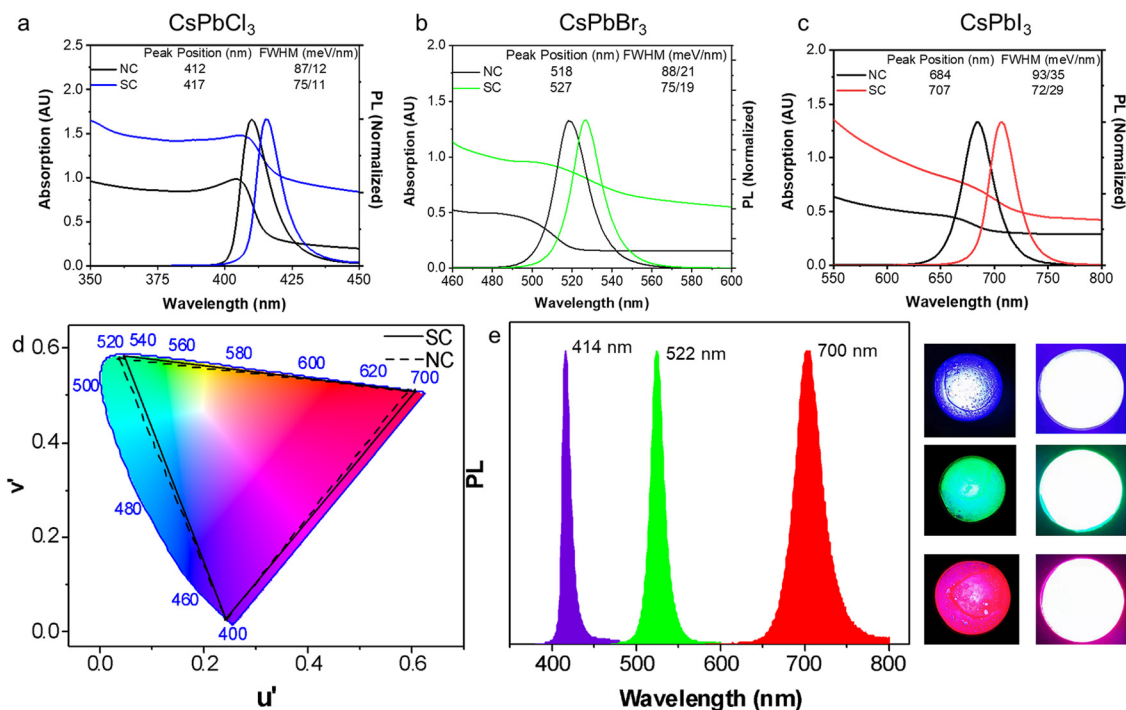 a CsPbCl3
Peak Position (nm) FWHM (meV/nm)
NC 412 87/12
SC 417 75/11
2.5
2.0
1.5
1.0
0.5
0.0
350 375 400 425 450
Absorption (AU)
PL (Normalized)
Wavelength (nm)
b CsPbBr3
Peak Position (nm) FWHM (meV/nm)
NC 518 88/21
SC 527 75/19
2.0
1.5
1.0
0.5
0.0
460 480 500 520 540 560 580 600
Absorption (AU)
PL (Normalized)
Wavelength (nm)
c CsPbI3
Peak Position (nm) FWHM (meV/nm)
NC 684 93/35
SC 707 72/29
2.0
1.5
1.0
0.5
0.0
550 600 650 700 750 800
Absorption (AU)
PL (Normalized)
Wavelength (nm)
d
SC
NC
520 540 560 580 600 620 700
500
480
460
400
0.6
0.4
0.2
0.0
0.0 0.2 0.4 0.6
v'
u'
e
414 nm 522 nm 700 nm
PL
400 500 600 700 800
Wavelength (nm)